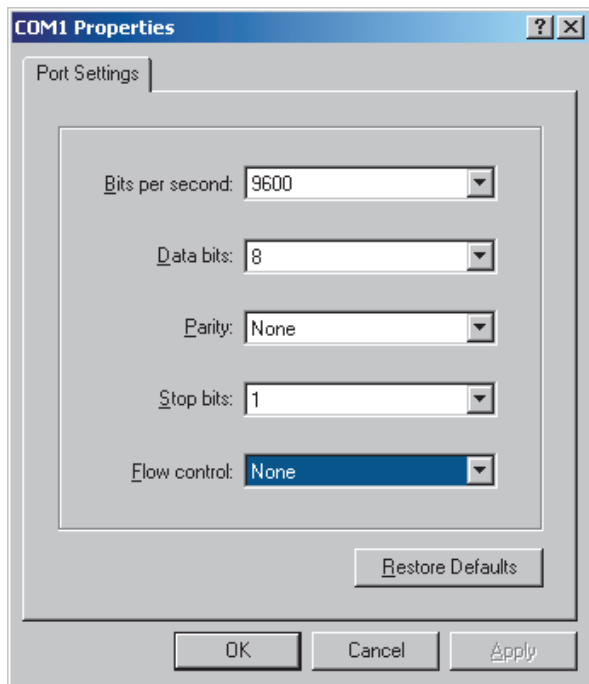 COM1 Properties
Port Settings
Bits per second: 9600
Data bits: 8
Parity: None
Stop bits: 1
Flow control: None
Restore Defaults
OK Cancel Apply